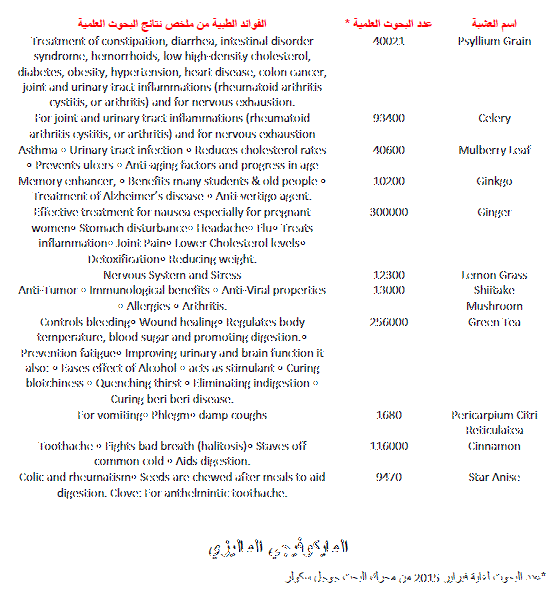 اسم العشبة عدد البحوث العلمية * الفوائد الطبية من ملخص نتائج البحوث العلمية
Treatment of constipation, diarrhea, intestinal disorder 40021 Psyllium Grain
syndrome, hemorrhoids, low high-density cholesterol,
diabetes, obesity, hypertension, heart disease, colon cancer,
joint and urinary tract inflammations (rheumatoid arthritis
cystitis, or arthritis) and for nervous exhaustion.
For joint and urinary tract inflammations (rheumatoid 93400 Celery
arthritis cystitis, or arthritis) and for nervous exhaustion
Asthma ∘ Urinary tract infection ∘ Reduces cholesterol rates 40600 Mulberry Leaf
∘ Prevents ulcers ∘ Anti-aging factors and progress in age
Memory enhancer, ∘ Benefits many students & old people ∘ 10200 Ginkgo
Treatment of Alzheimer's disease ∘ Anti-vertigo agent.
Effective treatment for nausea especially for pregnant 300000 Ginger
women∘ Stomach disturbance∘ Headache∘ Flu∘ Treats
inflammation∘ Joint Pain∘ Lower Cholesterol levels∘
Detoxification∘ Reducing weight.
Nervous System and Stress 12300 Lemon Grass
Anti-Tumor ∘ Immunological benefits ∘ Anti-Viral properties 13000 Shiitake
∘ Allergies ∘ Arthritis. Mushroom
Controls bleeding∘ Wound healing∘ Regulates body 256000 Green Tea
temperature, blood sugar and promoting digestion.∘
Prevention fatigue∘ Improving urinary and brain function it
also: ∘ Eases effect of Alcohol ∘ acts as stimulant ∘ Curing
blotchiness ∘ Quenching thirst ∘ Eliminating indigestion ∘
Curing beri beri disease.
For vomiting∘ Phlegm∘ damp coughs 1680 Pericarpium Citri
Reticulatea
Toothache ∘ Fights bad breath (halitosis)∘ Staves off 116000 Cinnamon
common cold ∘ Aids digestion.
Colic and rheumatism∘ Seeds are chewed after meals to aid 9470 Star Anise
digestion. Clove: For anthelmintic toothache.
المايكوفيجي الماليزي
*عدد البحوث لغاية فبراير 2015 من محرك البحث جوجل سكولر